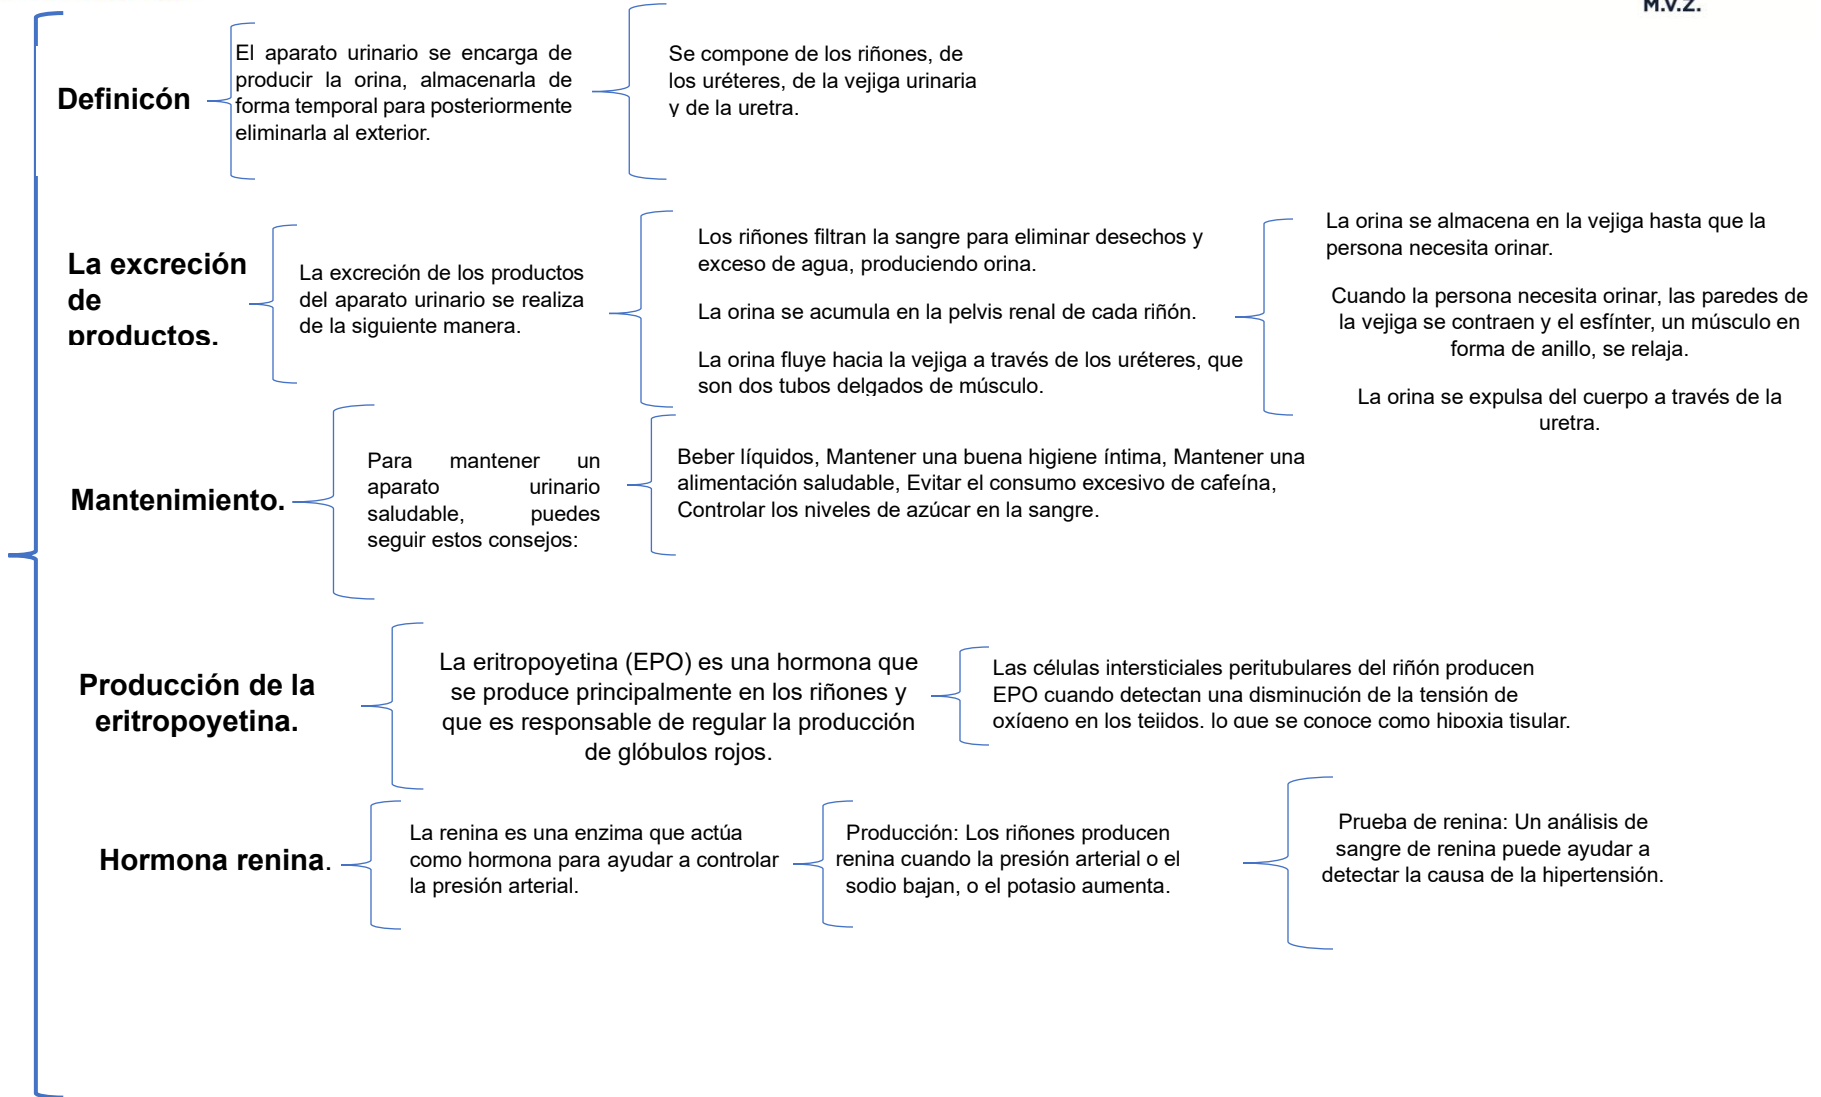 M.V.Z.
Definicón
El aparato urinario se encarga de
producir la orina, almacenarla de
forma temporal para posteriormente
eliminarla al exterior.
Se compone de los riñones, de
los uréteres, de la vejiga urinaria
y de la uretra.
La excreción
de
productos.
La excreción de los productos
del aparato urinario se realiza
de la siguiente manera.
Los riñones filtran la sangre para eliminar desechos y
exceso de agua, produciendo orina.
La orina se acumula en la pelvis renal de cada riñón.
La orina fluye hacia la vejiga a través de los uréteres, que
son dos tubos delgados de músculo.
La orina se almacena en la vejiga hasta que la
persona necesita orinar.
Cuando la persona necesita orinar, las paredes de
la vejiga se contraen y el esfínter, un músculo en
forma de anillo, se relaja.
La orina se expulsa del cuerpo a través de la
uretra.
Mantenimiento.
Para mantener un
aparato urinario
saludable, puedes
seguir estos consejos:
Beber líquidos, Mantener una buena higiene íntima, Mantener una
alimentación saludable, Evitar el consumo excesivo de cafeína,
Controlar los niveles de azúcar en la sangre.
Producción de la
eritropoyetina.
La eritropoyetina (EPO) es una hormona que
se produce principalmente en los riñones y
que es responsable de regular la producción
de glóbulos rojos.
Las células intersticiales peritubulares del riñón producen
EPO cuando detectan una disminución de la tensión de
oxígeno en los tejidos, lo que se conoce como hipoxia tisular.
Hormona renina.
La renina es una enzima que actúa
como hormona para ayudar a controlar
la presión arterial.
Producción: Los riñones producen
renina cuando la presión arterial o el
sodio bajan, o el potasio aumenta.
Prueba de renina: Un análisis de
sangre de renina puede ayudar a
detectar la causa de la hipertensión.